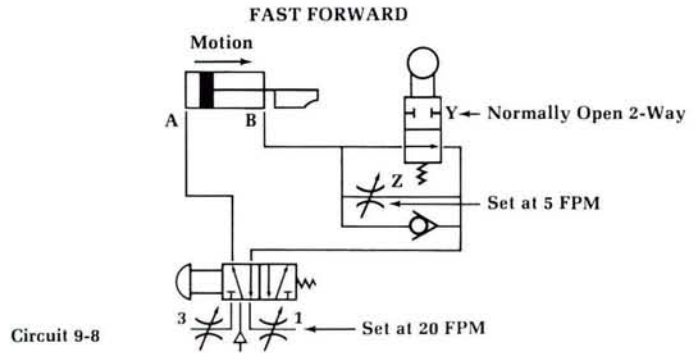 FAST FORWARD
Motion
A
B
Y
Normally Open 2-Way
Z
Set at 5 FPM
3
1
Set at 20 FPM
Circuit 9-8